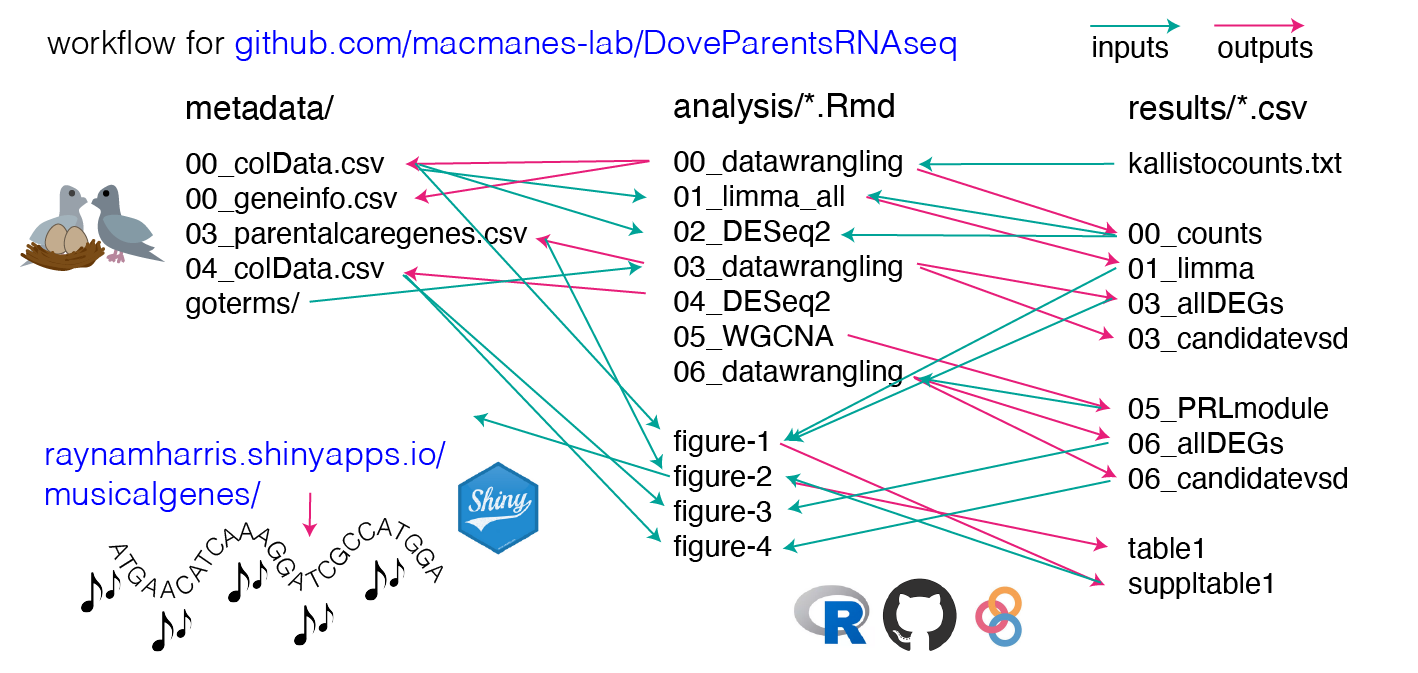 workflow for github.com/macmanes-lab/DoveParentsRNAseq
inputs
outputs
metadata/
00_colData.csv
00_geneinfo.csv
03_parentalcaregenes.csv
04_colData.csv
goterms/
analysis/*.Rmd
00_datawrangling
01_limma_all
02_DESeq2
03_datawrangling
04_DESeq2
05_WGCNA
06_datawrangling
figure-1
figure-2
figure-3
figure-4
results/*.csv
kallistocounts.txt
00_counts
01_limma
03_allDEGs
03_candidatevsd
05_PRLmodule
06_allDEGs
06_candidatevsd
table1
suppltable1
raynamharris.shinyapps.io/
musicalgenes/
Shiny
ATGAACATCAAAGGATCGCCATGGA
R